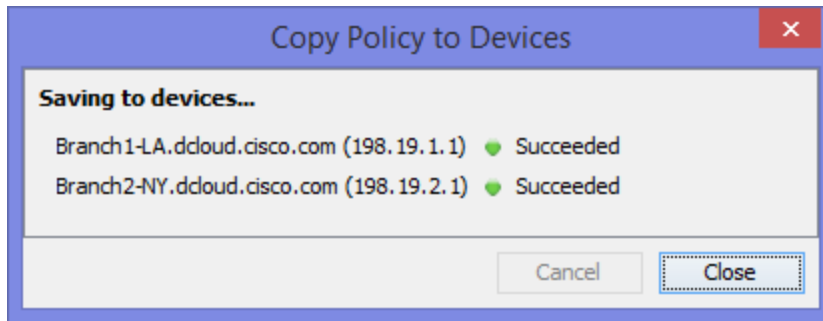 Copy Policy to Devices
Saving to devices...
Branch1-LA.dcloud.cisco.com (198.19.1.1) Succeeded
Branch2-NY.dcloud.cisco.com (198.19.2.1) Succeeded
Cancel Close